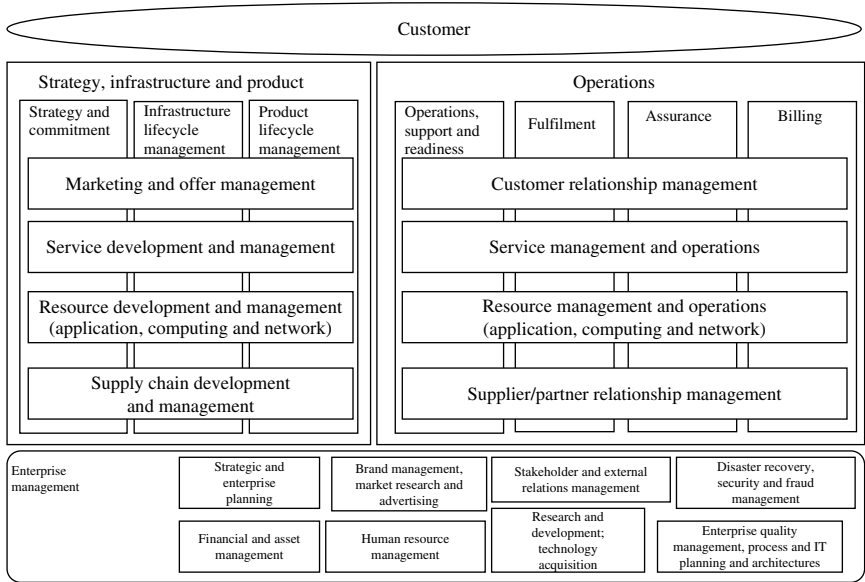 Customer
Strategy, infrastructure and product
Strategy and
commitment
Infrastructure
lifecycle
management
Product
lifecycle
management
Marketing and offer management
Service development and management
Resource development and management
(application, computing and network)
Supply chain development
and management
Operations
Operations,
support and
readiness
Fulfilment
Assurance
Billing
Customer relationship management
Service management and operations
Resource management and operations
(application, computing and network)
Supplier/partner relationship management
Enterprise
management
Strategic and
enterprise
planning
Brand management,
market research and
advertising
Stakeholder and external
relations management
Disaster recovery,
security and fraud
management
Financial and asset
management
Human resource
management
Research and
development;
technology
acquisition
Enterprise quality
management, process and IT
planning and architectures